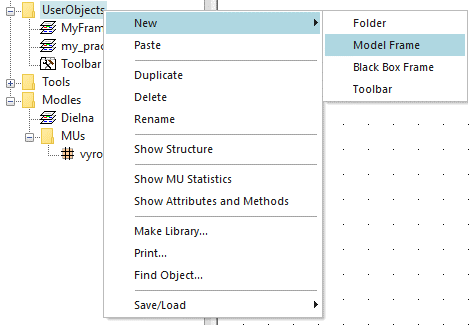 UserObjects
MyFram
my_prac
Toolbar
Tools
Modles
Dielna
MUs
vyro
New
Paste
Duplicate
Delete
Rename
Show Structure
Show MU Statistics
Show Attributes and Methods
Make Library...
Print...
Find Object...
Save/Load
Folder
Model Frame
Black Box Frame
Toolbar